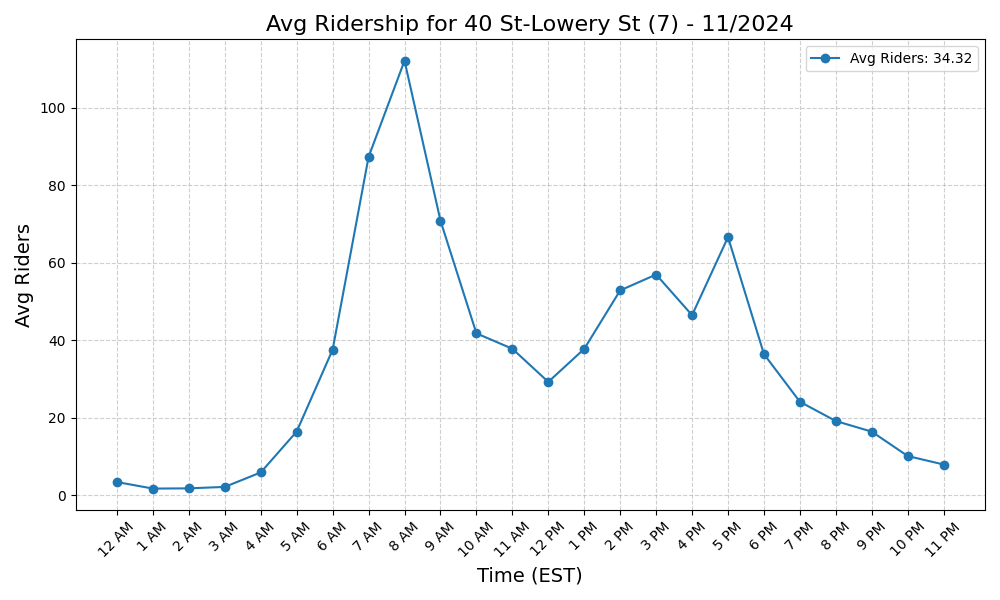 Avg Ridership for 40 St-Lowery St (7) - 11/2024
Avg Riders: 34.32
Avg Riders
100
80
60
40
20
0
12 AM
1 AM
2 AM
3 AM
4 AM
5 AM
6 AM
7 AM
8 AM
9 AM
10 AM
11 AM
12 PM
1 PM
2 PM
3 PM
4 PM
5 PM
6 PM
7 PM
8 PM
9 PM
10 PM
11 PM
Time (EST)